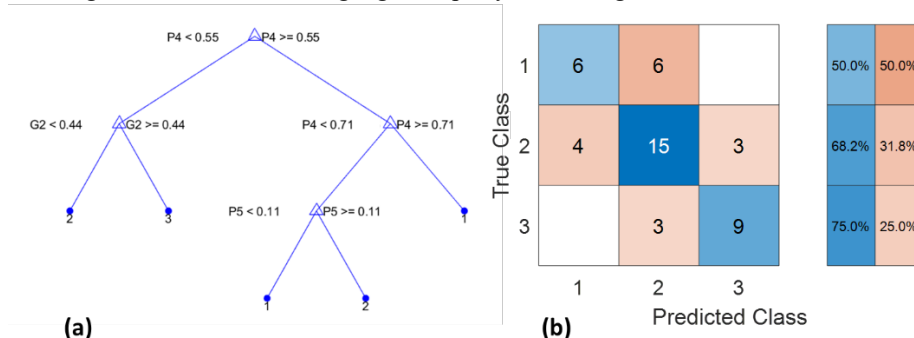 P4 < 0.55 P4 >= 0.55
G2 < 0.44 G2 >= 0.44 P4 < 0.71 P4 >= 0.71
2 3 P5 < 0.11 P5 >= 0.11 1
1 2
(a)
True Class
1 6 6 50.0% 50.0%
2 4 15 3 68.2% 31.8%
3 3 9 75.0% 25.0%
1 2 3
Predicted Class
(b)